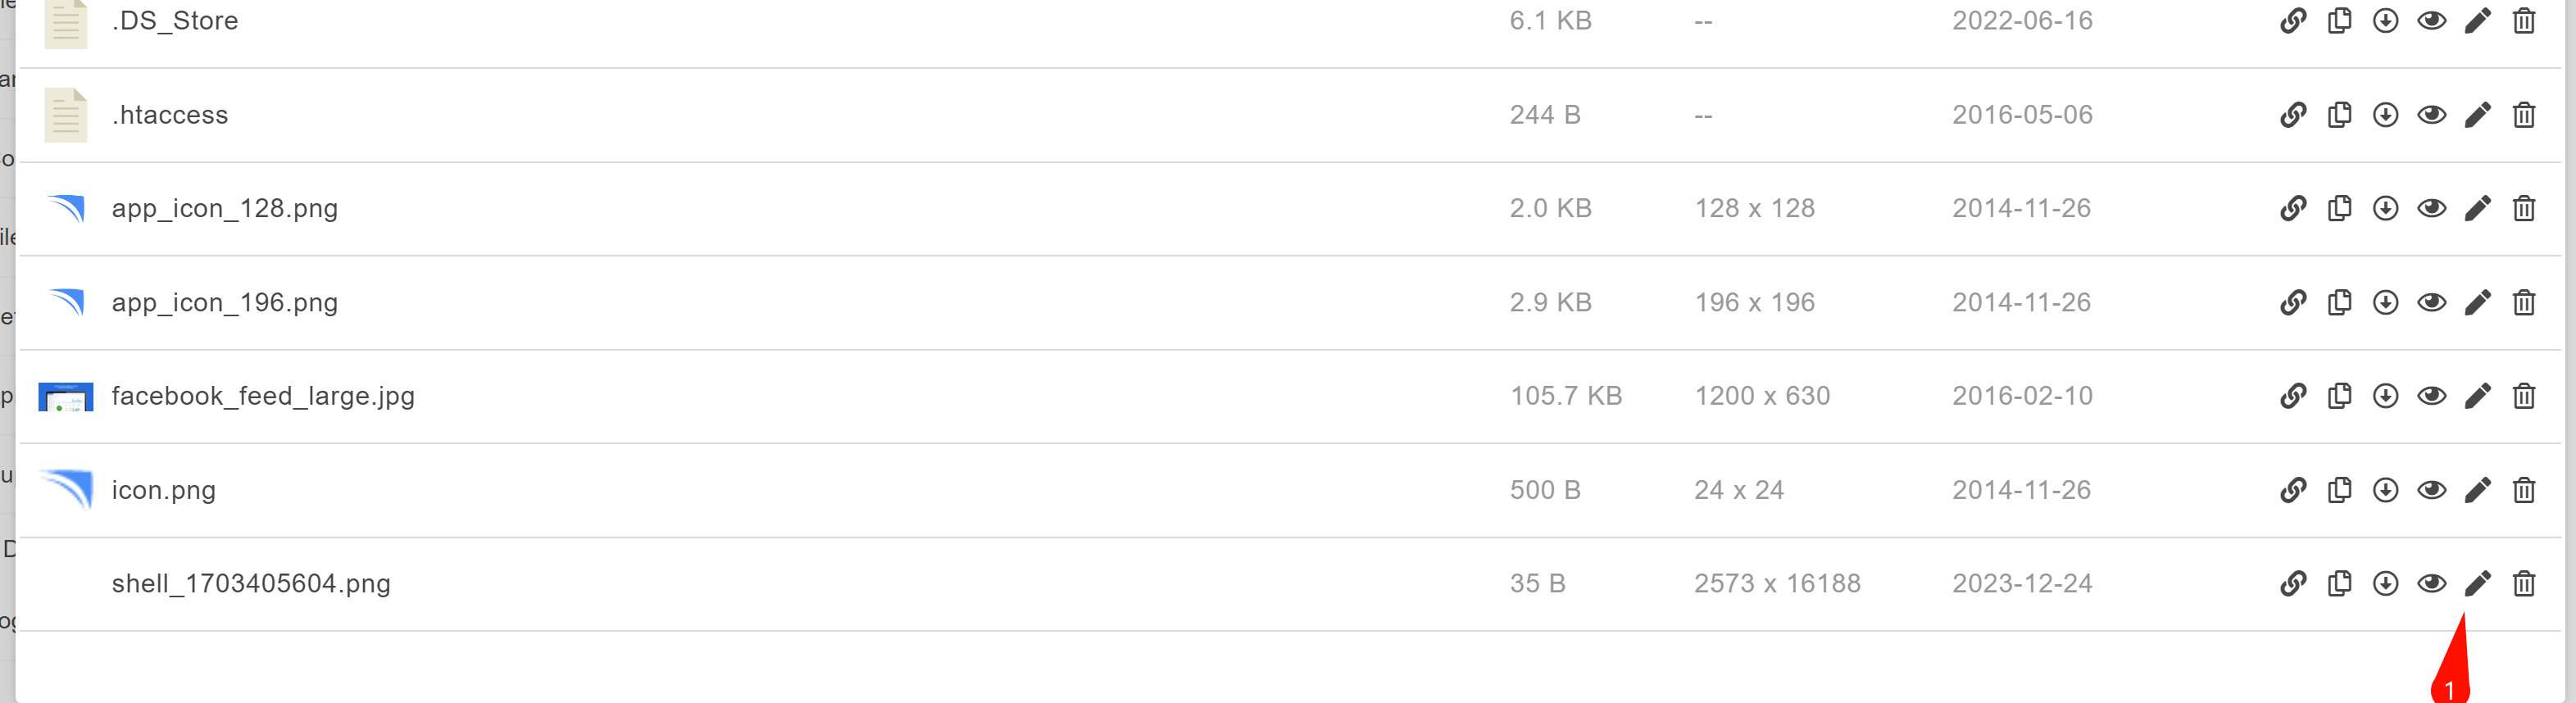 .DS_Store 6.1 KB -- 2022-06-16
.htaccess 244 B -- 2016-05-06
app_icon_128.png 2.0 KB 128 x 128 2014-11-26
app_icon_196.png 2.9 KB 196 x 196 2014-11-26
facebook_feed_large.jpg 105.7 KB 1200 x 630 2016-02-10
icon.png 500 B 24 x 24 2014-11-26
shell_1703405604.png 35 B 2573 x 16188 2023-12-24
1